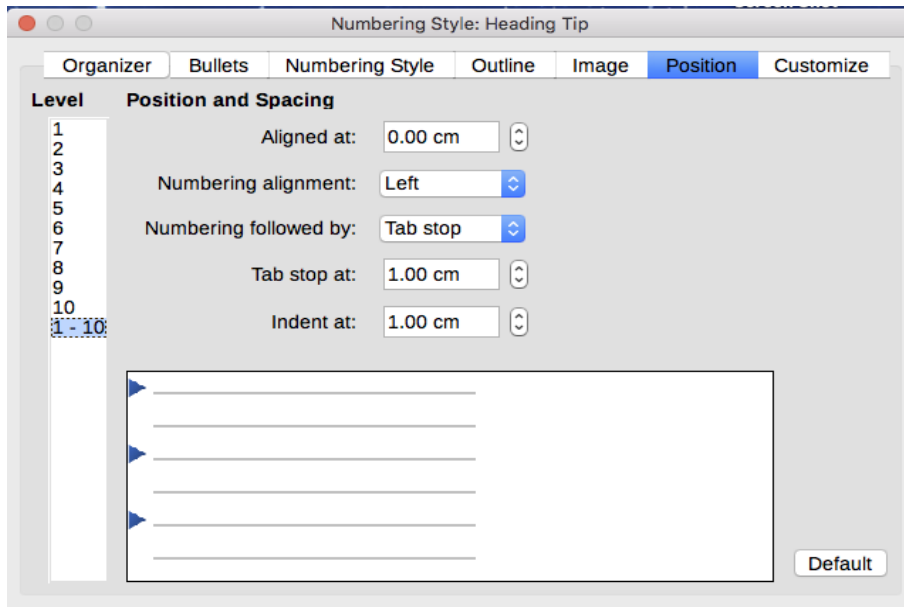 Numbering Style: Heading Tip
Organizer Bullets Numbering Style Outline Image Position Customize
Level Position and Spacing
1
2
3
4
5
6
7
8
9
10
1 - 10
Aligned at: 0.00 cm
Numbering alignment: Left
Numbering followed by: Tab stop
Tab stop at: 1.00 cm
Indent at: 1.00 cm
Default